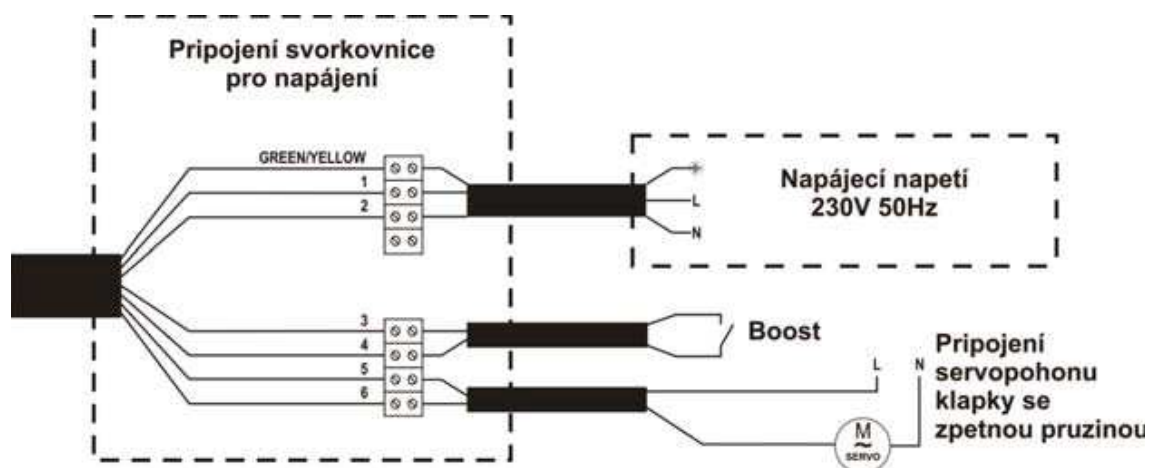 Pripojení svorkovnice
pro napájení
GREEN/YELLOW
1
2
L
N
Napájecí napetí
230V 50Hz
3
4
5
6
Boost
L N
M
~
SERVO
Pripojení
servopohonu
klapky se
zpetnou pruzinou